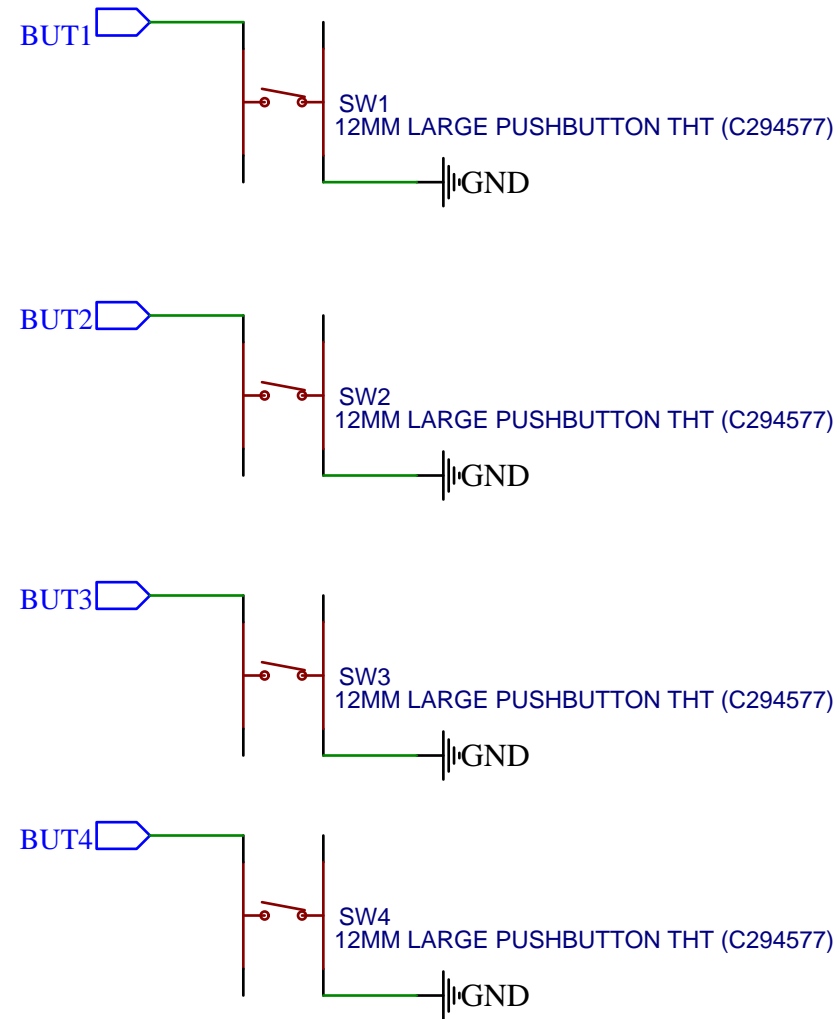 BUT1
SW1
12MM LARGE PUSHBUTTON THT (C294577)
GND
BUT2
SW2
12MM LARGE PUSHBUTTON THT (C294577)
GND
BUT3
SW3
12MM LARGE PUSHBUTTON THT (C294577)
GND
BUT4
SW4
12MM LARGE PUSHBUTTON THT (C294577)
GND